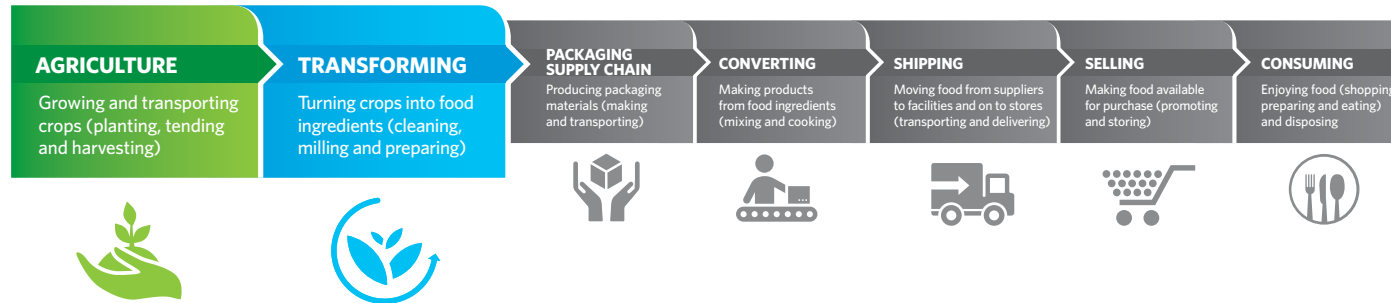 AGRICULTURE
Growing and transporting
crops (planting, tending
and harvesting)
TRANSFORMING
Turning crops into food
ingredients (cleaning,
milling and preparing)
PACKAGING
SUPPLY CHAIN
Producing packaging
materials (making
and transporting)
CONVERTING
Making products
from food ingredients
(mixing and cooking)
SHIPPING
Moving food from suppliers
to facilities and on to stores
(transporting and delivering)
SELLING
Making food available
for purchase (promoting
and storing)
CONSUMING
Enjoying food (shopping
preparing and eating)
and disposing